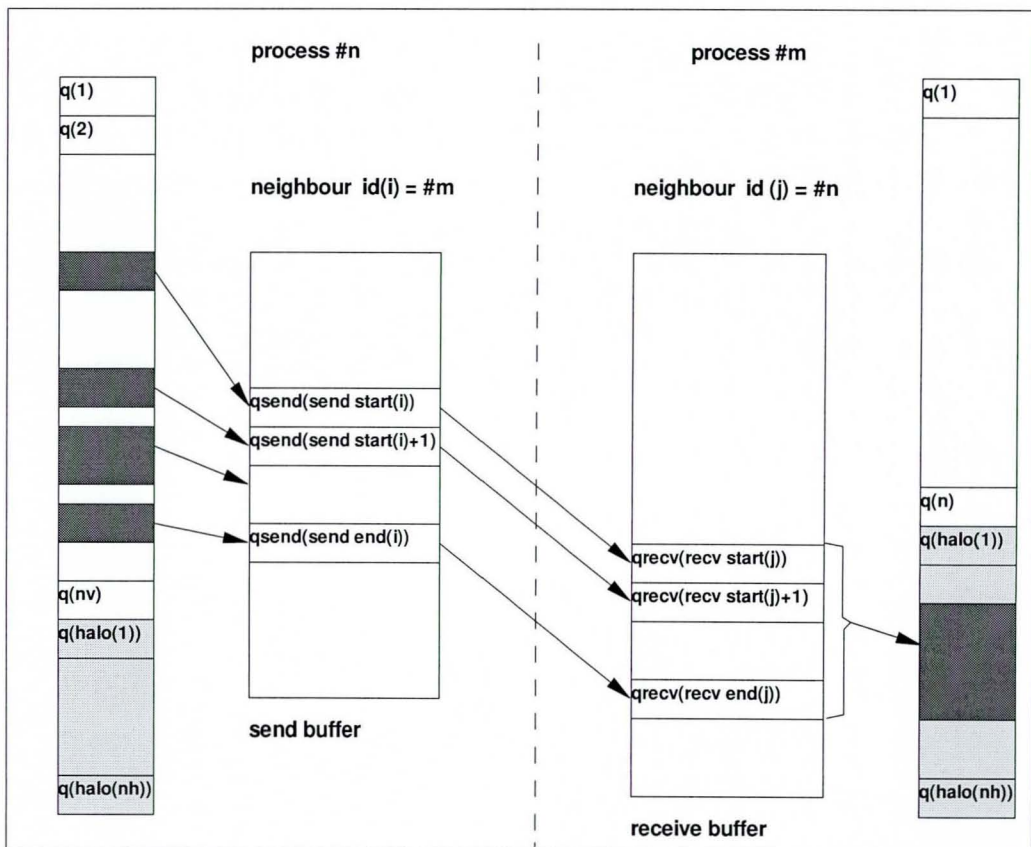 process #n
process #m
q(1)
q(2)
neighbour id(i) = #m
qsend(send start(i))
qsend(send start(i)+1)
qsend(send end(i))
q(nv)
q(halo(1))
q(halo(nh))
send buffer
neighbour id (j) = #n
qrecv(recv start(j))
qrecv(recv start(j)+1)
qrecv(recv end(j))
receive buffer
q(1)
q(n)
q(halo(1))
q(halo(nh))